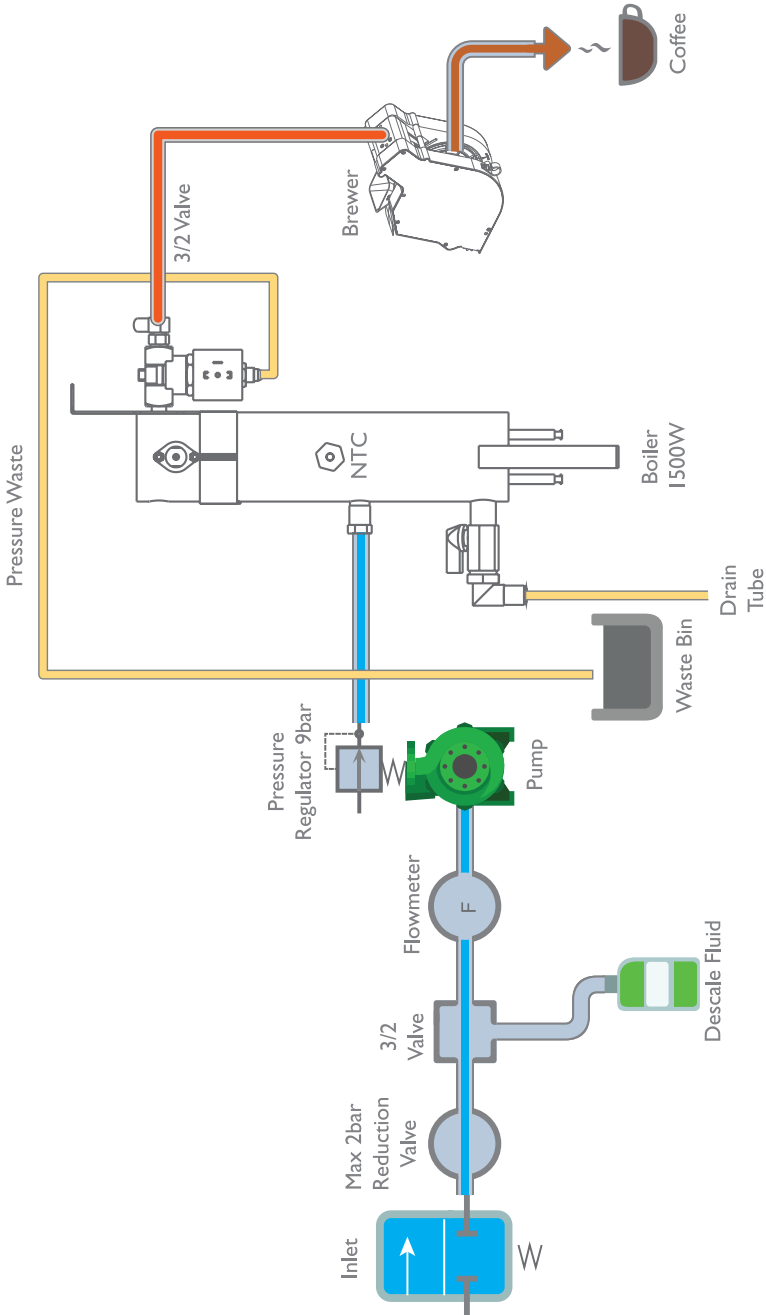 Inlet
Max 2bar
Reduction
Valve
3/2
Valve
Descale Fluid
Flowmeter
F
Pump
Pressure
Regulator 9bar
Pressure Waste
Waste Bin
Drain
Tube
NTC
Boiler
1500W
3/2 Valve
Brewer
Coffee